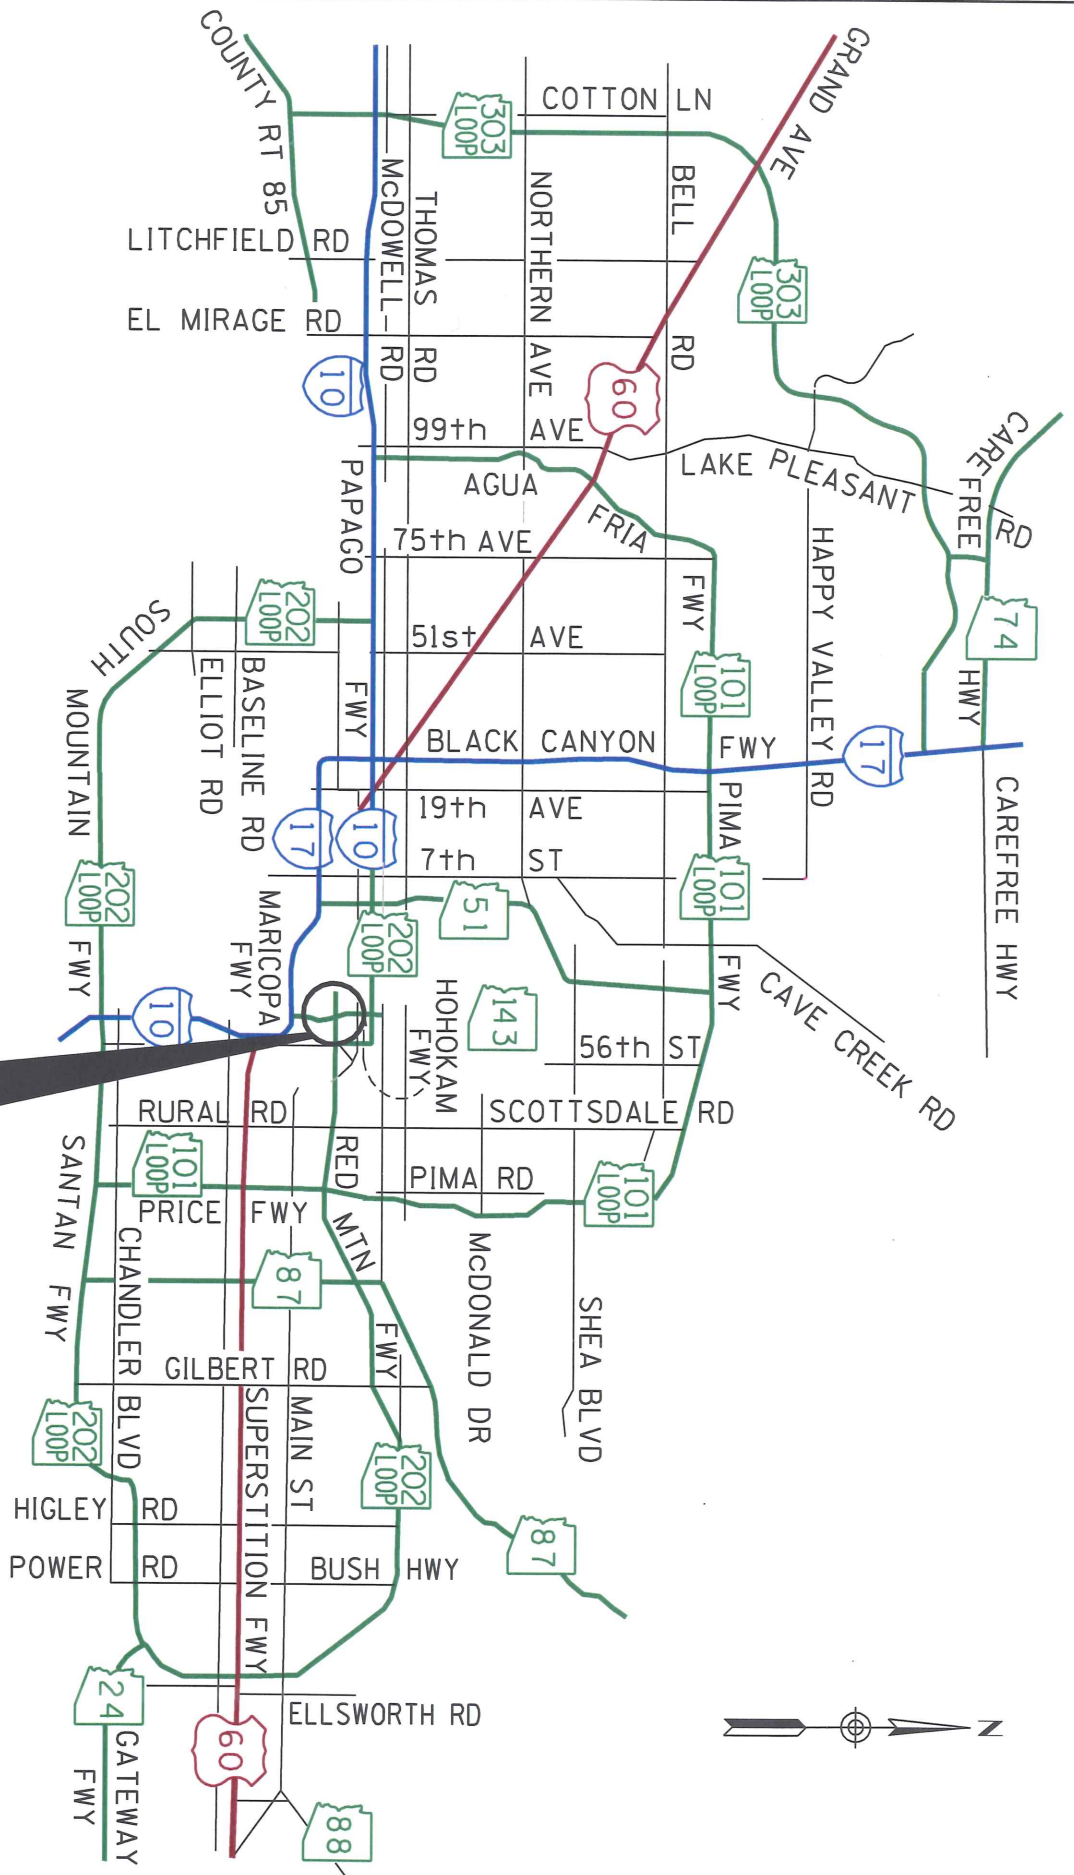 COUNTY RT 85
GRAND AVE
COTTON LN
303
LOOP
McDOWELL-RD
THOMAS RD
NORTHERN AVE
BELL RD
LITCHFIELD RD
303
LOOP
EL MIRAGE RD
10
60
99th AVE
LAKE PLEASANT RD
CARE FREE
PAPAGO FWY
AGUA FRIA FWY
75th AVE
HAPPY VALLEY RD
202
LOOP
74
51st AVE
SOUTH MOUNTAIN FWY
ELLIOT RD
BASELINE RD
101
LOOP
HWY
BLACK CANYON FWY
17
19th AVE
PIMA FWY
CAREFREE HWY
17
10
7th ST
202
LOOP
101
LOOP
51
MARICOPA
FWY
202
LOOP
CAVE CREEK RD
10
HOHOKAM
FWY
143
56th ST
RURAL RD
SCOTTSDALE RD
101
LOOP
RED MTN FWY
PIMA RD
101
LOOP
PRICE FWY
SANTAN FWY
CHANDLER BLVD
87
McDONALD DR
SHEA BLVD
GILBERT RD
202
LOOP
SUPERSTITION FWY
MAIN ST
202
LOOP
HIGLEY RD
87
POWER RD
BUSH HWY
24
GATEWAY
FWY
ELLSWORTH RD
60
88
N